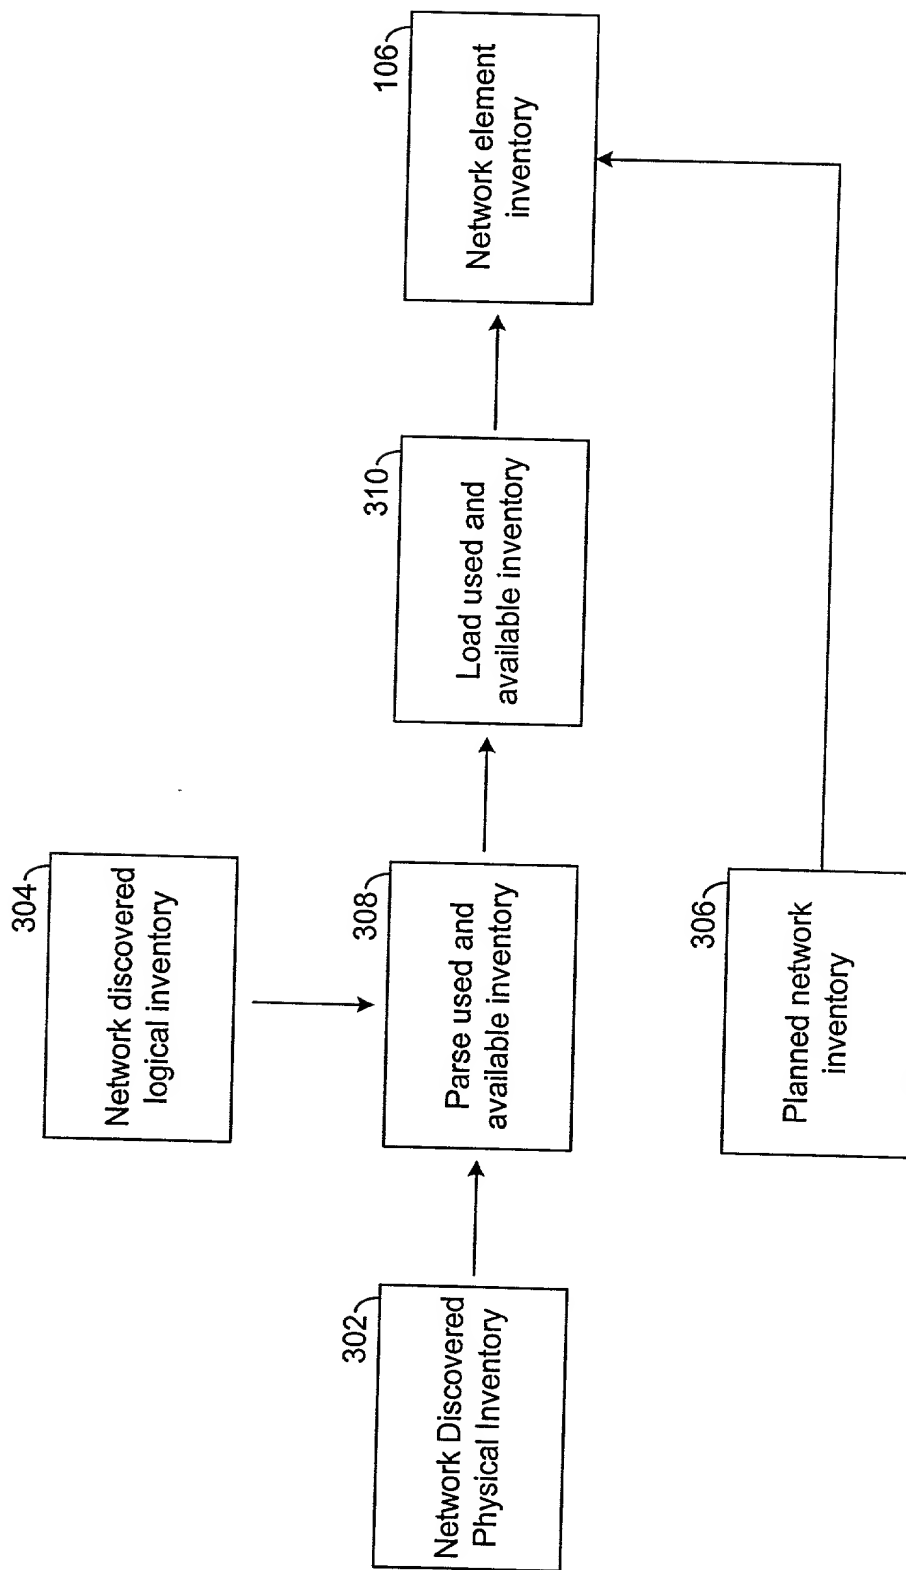 304
Network discovered
logical inventory
302
Network Discovered
Physical Inventory
308
Parse used and
available inventory
310
Load used and
available inventory
106
Network element
inventory
306
Planned network
inventory